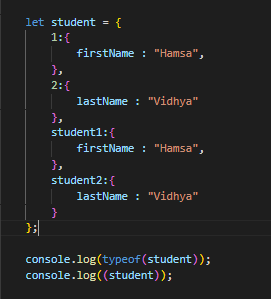 let student = {
    1:{
        firstName : "Hamsa",
    },
    2:{
        lastName : "Vidhya"
    },
    student1:{
        firstName : "Hamsa",
    },
    student2:{
        lastName : "Vidhya"
    }
};
console.log(typeof(student));
console.log((student));